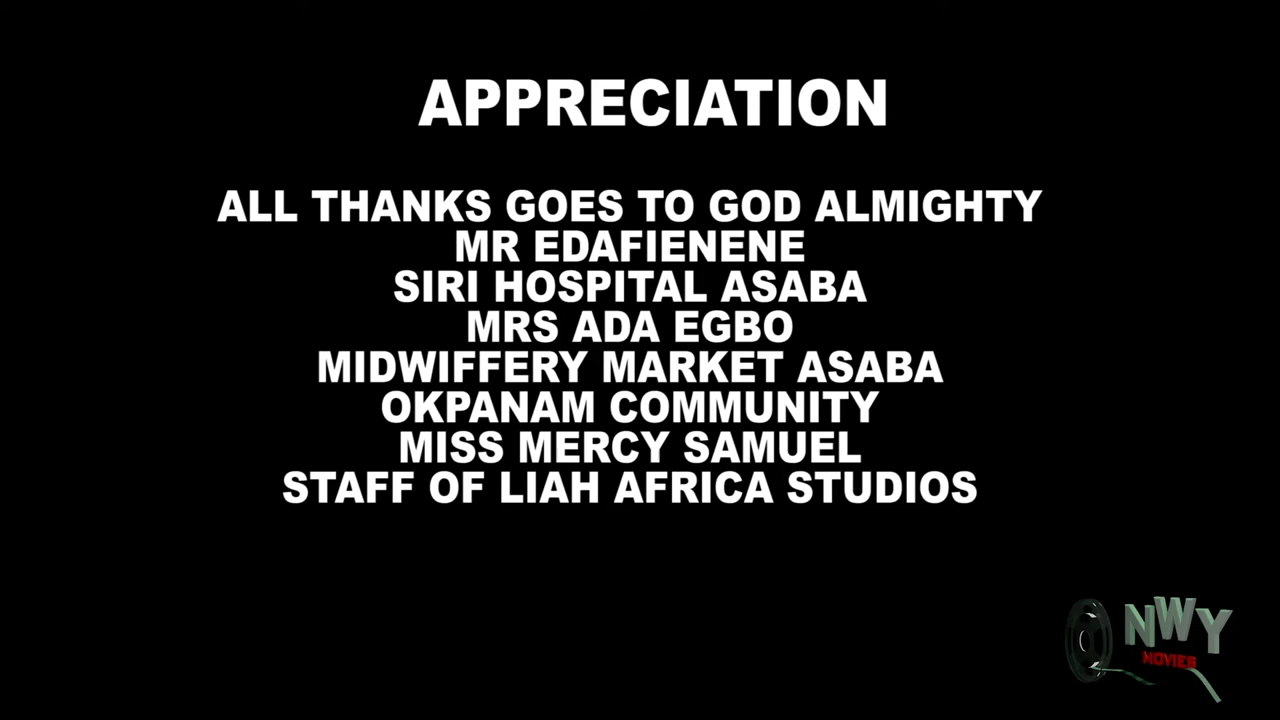 APPRECIATION
ALL THANKS GOES TO GOD ALMIGHTY
MR EDAFIENENE
SIRI HOSPITAL ASABA
MRS ADA EGBO
MIDWIFFERY MARKET ASABA
OKPANAM COMMUNITY
MISS MERCY SAMUEL
STAFF OF LIAH AFRICA STUDIOS
NWY
MOVIES